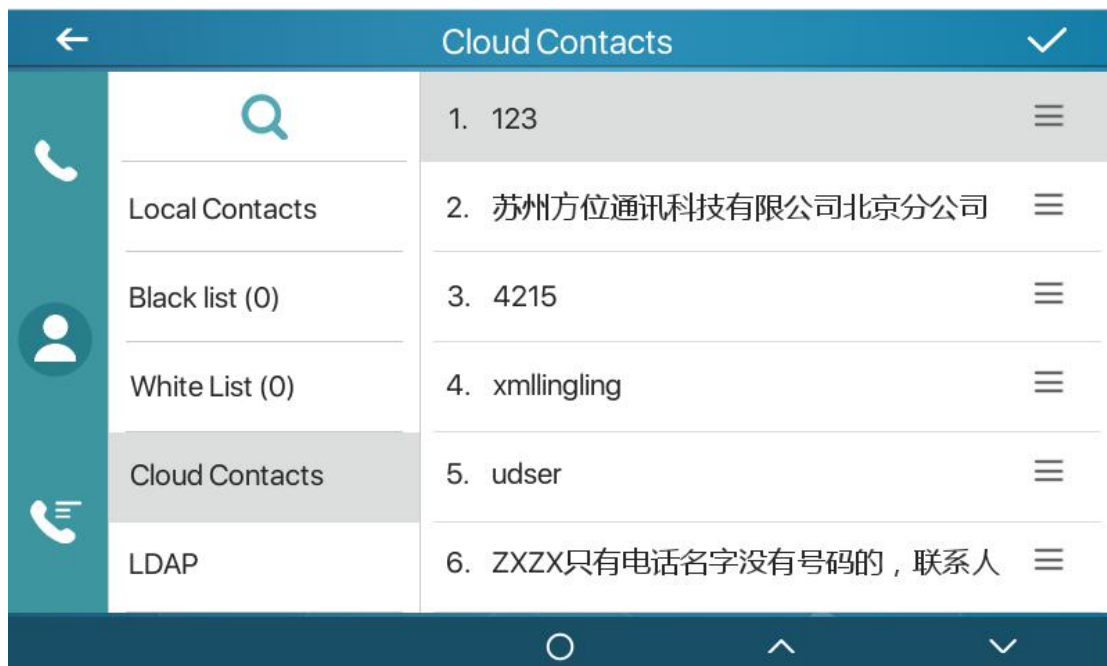 Cloud Contacts
1. 123
Local Contacts
2. 苏州方位通讯科技有限公司北京分公司
Black list (0)
3. 4215
White List (0)
4. xmllingling
Cloud Contacts
5. udser
LDAP
6. ZXZX只有电话名字没有号码的，联系人